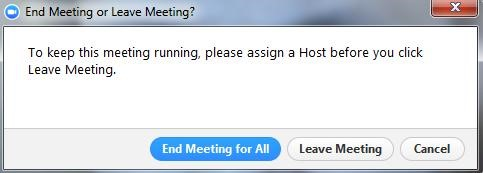 End Meeting or Leave Meeting?
To keep this meeting running, please assign a Host before you click
Leave Meeting.
End Meeting for All Leave Meeting Cancel